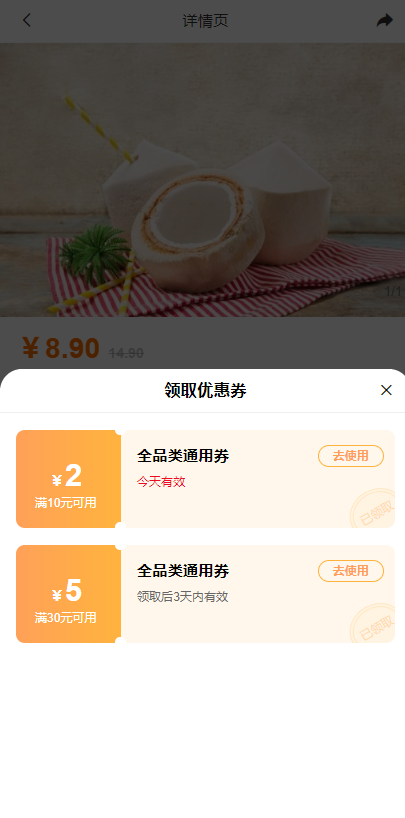 详情页
1/1
¥8.90 14.90
领取优惠券
¥2
满10元可用
全品类通用券
今天有效
去使用
已领取
¥5
满30元可用
全品类通用券
领取后3天内有效
去使用
已领取